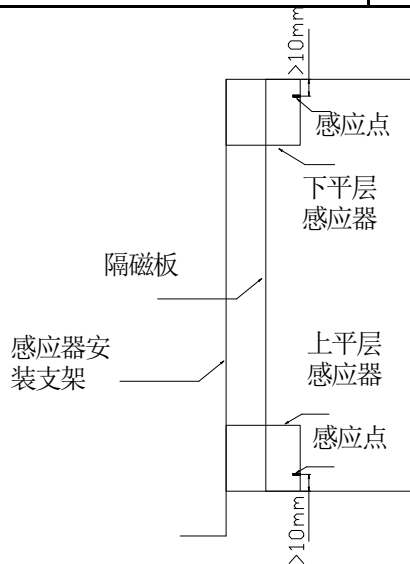 >10mm
感应点
下平层
感应器
隔磁板
感应器安
装支架
上平层
感应器
感应点
>10mm